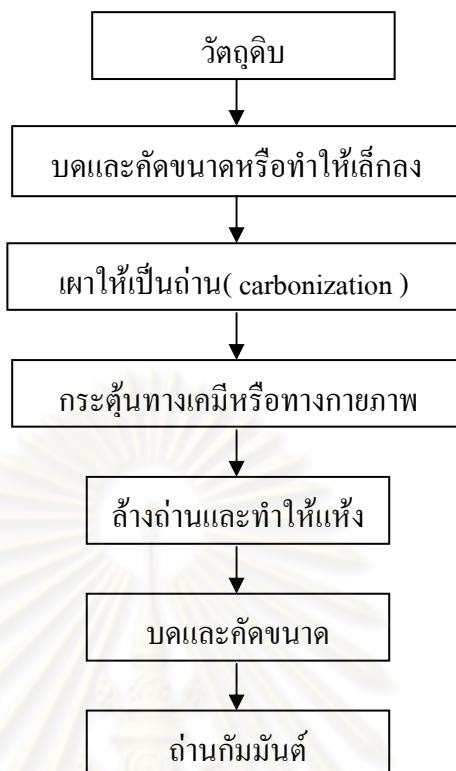 วัตถุดิบ
บดและคัดขนาดหรือทำให้เล็กลง
เผาให้เป็นถ่าน( carbonization )
กระตุ้นทางเคมีหรือทางกายภาพ
ล้างถ่านและทำให้แห้ง
บดและคัดขนาด
ถ่านกัมมันต์